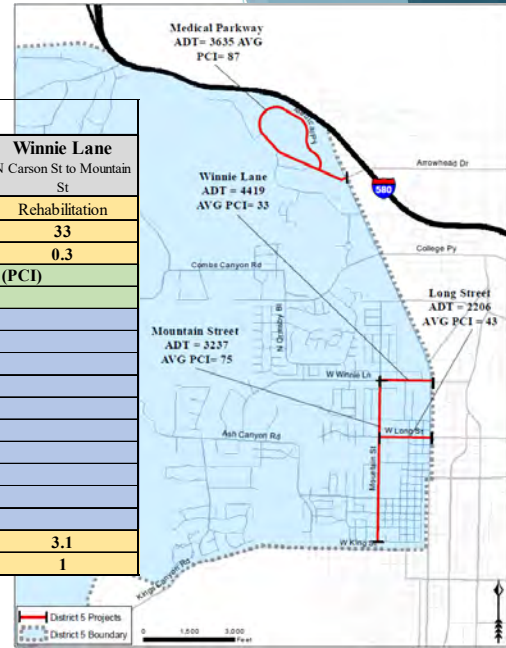 Winnie Lane
N Carson St to Mountain
St
Rehabilitation
33
0.3
(PCI)
3.1
1
Medical Parkway
ADT= 3635 AVG
PCI= 87
Winnie Lane
ADT = 4419
AVG PCI= 33
Arrowhead Dr
580
College Py
Combs Canyon Rd
N Ormsby Bl
Long Street
ADT = 2206
AVG PCI = 43
Mountain Street
ADT = 3237
AVG PCI= 75
W Winnie Ln
W Long St
Ash Canyon Rd
Mountain St
W King St
Kings Canyon Rd
District 5 Projects
District 5 Boundary
0 1,500 3,000
Feet